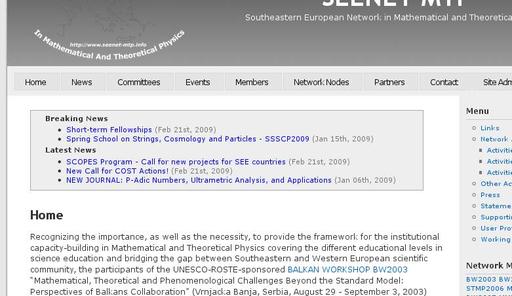 SEENET-MTP
Southeastern European Network in Mathematical and Theoretica
http://www.seenet-mtp.info
In Mathematical And Theoretical Physics
Home News Committees Events Members Network Nodes Partners Contact Site Adm
Breaking News
Short-term Fellowships (Feb 21st, 2009)
Spring School on Strings, Cosmology and Particles - SSSCP2009 (Jan 15th, 2009)
Latest News
SCOPES Program - Call for new projects for SEE countries (Feb 21st, 2009)
New Call for COST Actions! (Feb 21st, 2009)
NEW JOURNAL: P-Adic Numbers, Ultrametric Analysis, and Applications (Jan 06th, 2009)
Home
Recognizing the importance, as well as the necessity, to provide the framework for the institutional
capacity-building in Mathematical and Theoretical Physics covering the different educational levels in
science education and bridging the gap between Southeastern and Western European scientific
community, the participants of the UNESCO-ROSTE-sponsored BALKAN WORKSHOP BW2003
"Mathematical, Theoretical and Phenomenological Challenges Beyond the Standard Model:
Perspectives of Balkans Collaboration" (Vrnjacka Banja, Serbia, August 29 - September 3, 2003)
Menu
Links
Network
Activiti
Activiti
Activiti
Other Ac
Press
Stateme
Supporti
User Pro
Working
Network M
BW2003 BW
STMP2006 M